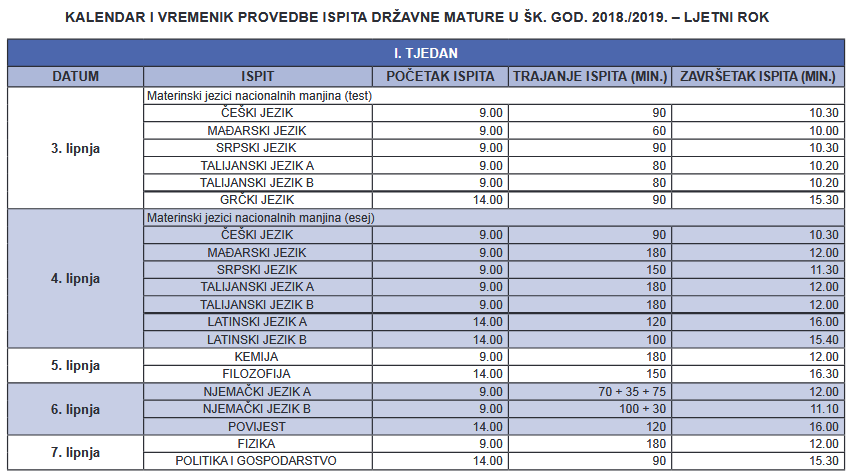 KALENDAR I VREMENIK PROVEDBE ISPITA DRŽAVNE MATURE U ŠK. GOD. 2018./2019. – LJETNI ROK
I. TJEDAN
DATUM ISPIT POČETAK ISPITA TRAJANJE ISPITA (MIN.) ZAVRŠETAK ISPITA (MIN.)
3. lipnja
Materinski jezici nacionalnih manjina (test)
ČEŠKI JEZIK 9.00 90 10.30
MAĐARSKI JEZIK 9.00 60 10.00
SRPSKI JEZIK 9.00 90 10.30
TALIJANSKI JEZIK A 9.00 80 10.20
TALIJANSKI JEZIK B 9.00 80 10.20
GRČKI JEZIK 14.00 90 15.30
4. lipnja
Materinski jezici nacionalnih manjina (esej)
ČEŠKI JEZIK 9.00 90 10.30
MAĐARSKI JEZIK 9.00 180 12.00
SRPSKI JEZIK 9.00 150 11.30
TALIJANSKI JEZIK A 9.00 180 12.00
TALIJANSKI JEZIK B 9.00 180 12.00
LATINSKI JEZIK A 14.00 120 16.00
LATINSKI JEZIK B 14.00 100 15.40
5. lipnja
KEMIJA 9.00 180 12.00
FILOZOFIJA 14.00 150 16.30
6. lipnja
NJEMAČKI JEZIK A 9.00 70 + 35 + 75 12.00
NJEMAČKI JEZIK B 9.00 100 + 30 11.10
POVIJEST 14.00 120 16.00
7. lipnja
FIZIKA 9.00 180 12.00
POLITIKA I GOSPODARSTVO 14.00 90 15.30